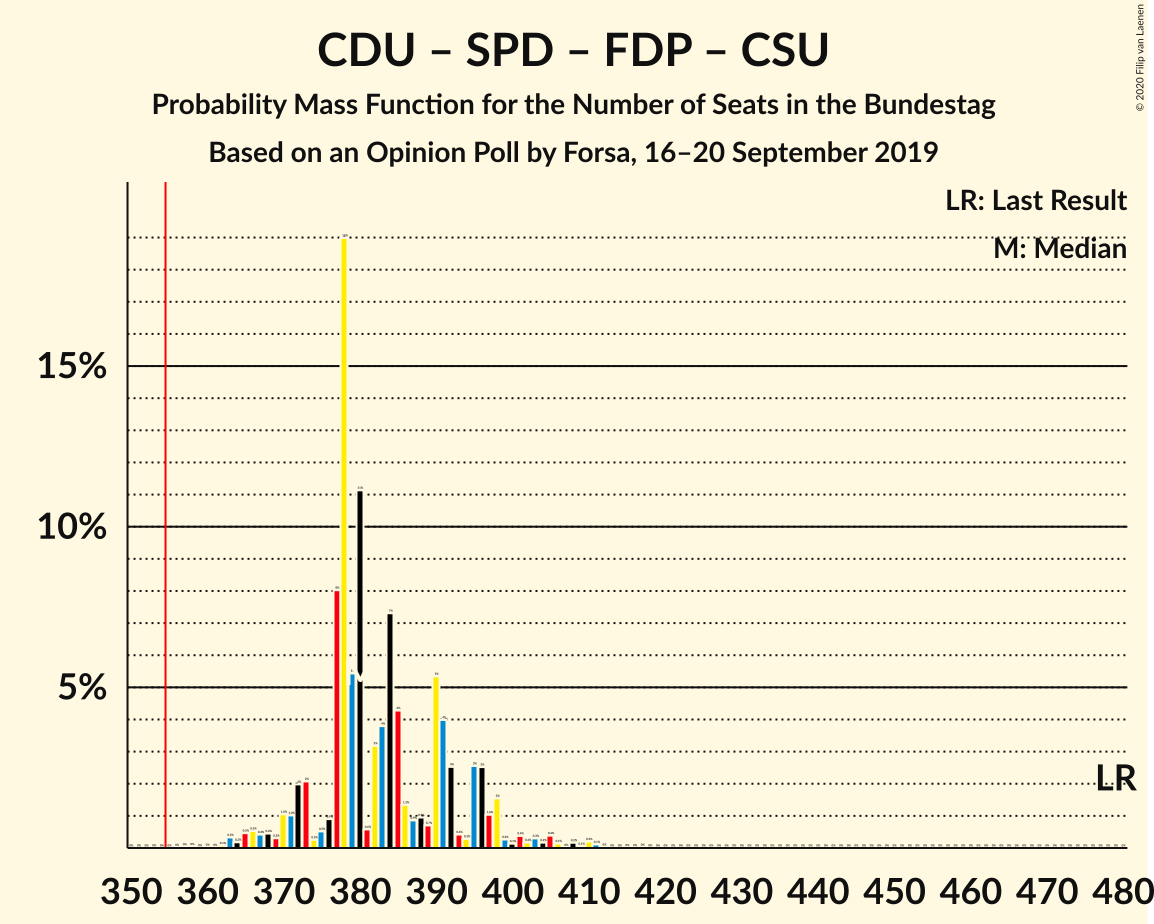 CDU – SPD – FDP – CSU
Probability Mass Function for the Number of Seats in the Bundestag
Based on an Opinion Poll by Forsa, 16–20 September 2019
© 2020 Filip van Laenen
LR: Last Result
M: Median
15%
10%
5%
LR
350 360 370 380 390 400 410 420 430 440 450 460 470 480